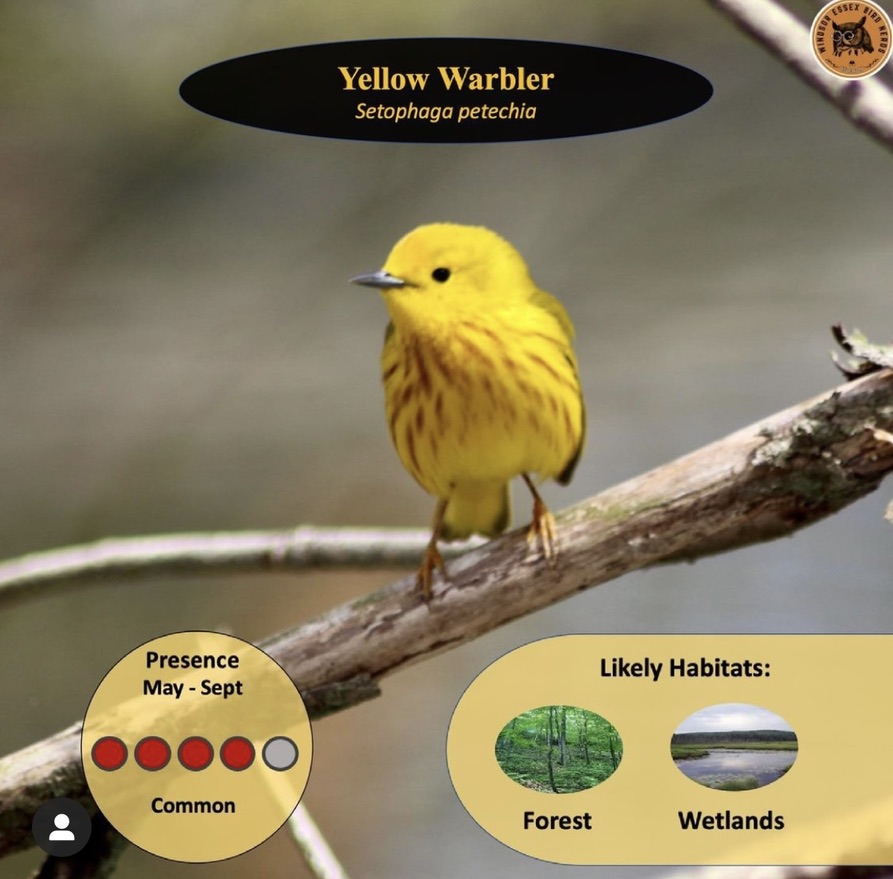 WINDSOR ESSEX BIRD NERDS
Yellow Warbler
Setophaga petechia
Presence
May - Sept
Common
Likely Habitats:
Forest
Wetlands